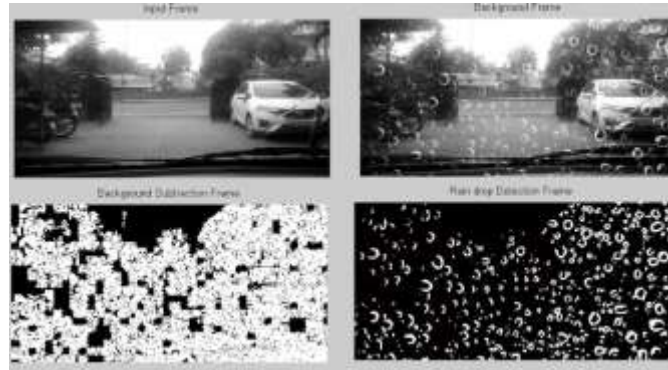 Input Frame
Background Frame
Background Subtraction Frame
Rain drop Detection Frame